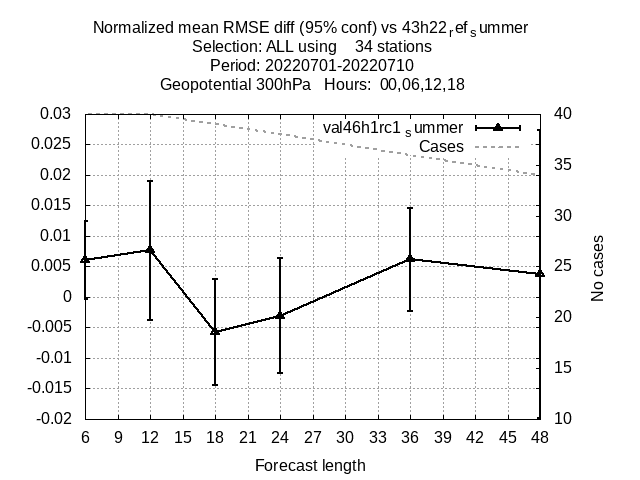 Normalized mean RMSE diff (95% conf) vs 43h22refsummer
Selection: ALL using 34 stations
Period: 20220701-20220710
Geopotential 300hPa Hours: 00,06,12,18
val46h1rc1summer
Cases
0.03
0.025
0.02
0.015
0.01
0.005
0
-0.005
-0.01
-0.015
-0.02
40
35
30
25
20
15
10
No cases
6 9 12 15 18 21 24 27 30 33 36 39 42 45 48
Forecast length